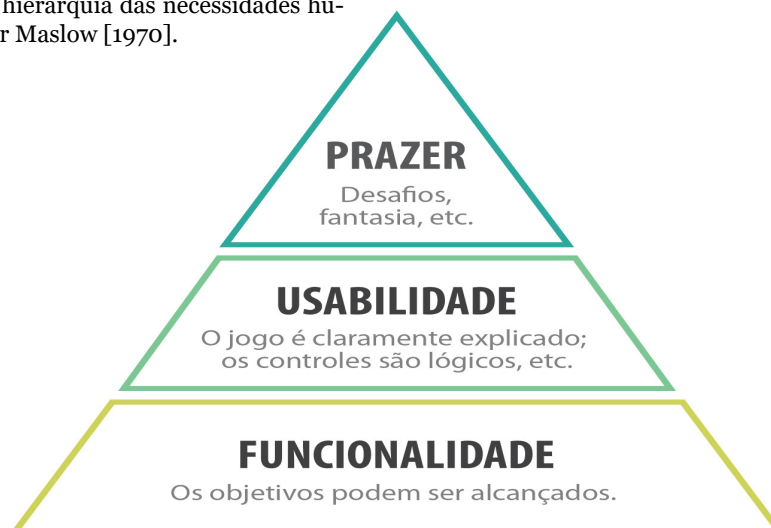 hierarquia das necessidades hu-
r Maslow [1970].
PRAZER
Desafios,
fantasia, etc.
USABILIDADE
O jogo é claramente explicado;
os controles são lógicos, etc.
FUNCIONALIDADE
Os objetivos podem ser alcançados.